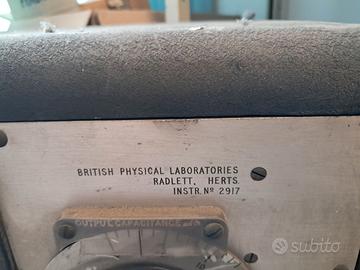 BRITISH PHYSICAL LABORATORIES
RADLETT, HERTS
INSTR. Nº 2917
OUTPUT CAPACITANCE
subito